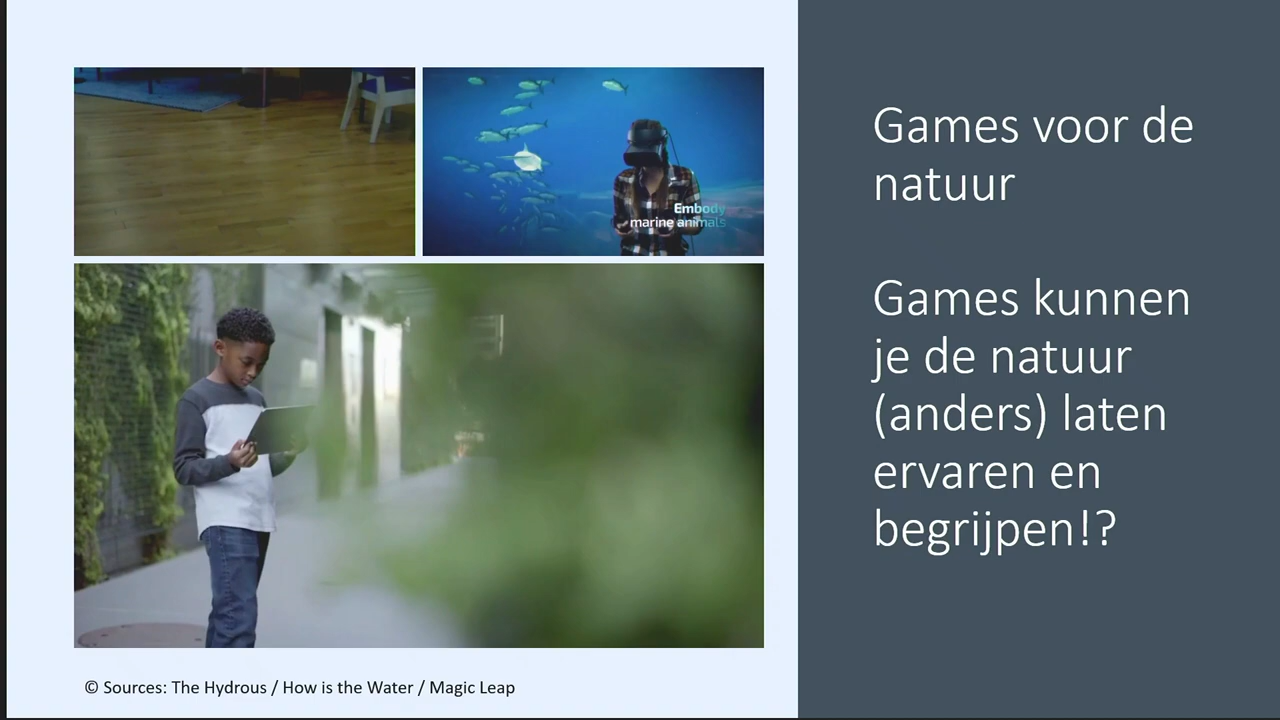 Embody
marine animals
Games voor de
natuur
Games kunnen
je de natuur
(anders) laten
ervaren en
begrijpen!?
© Sources: The Hydrous / How is the Water / Magic Leap